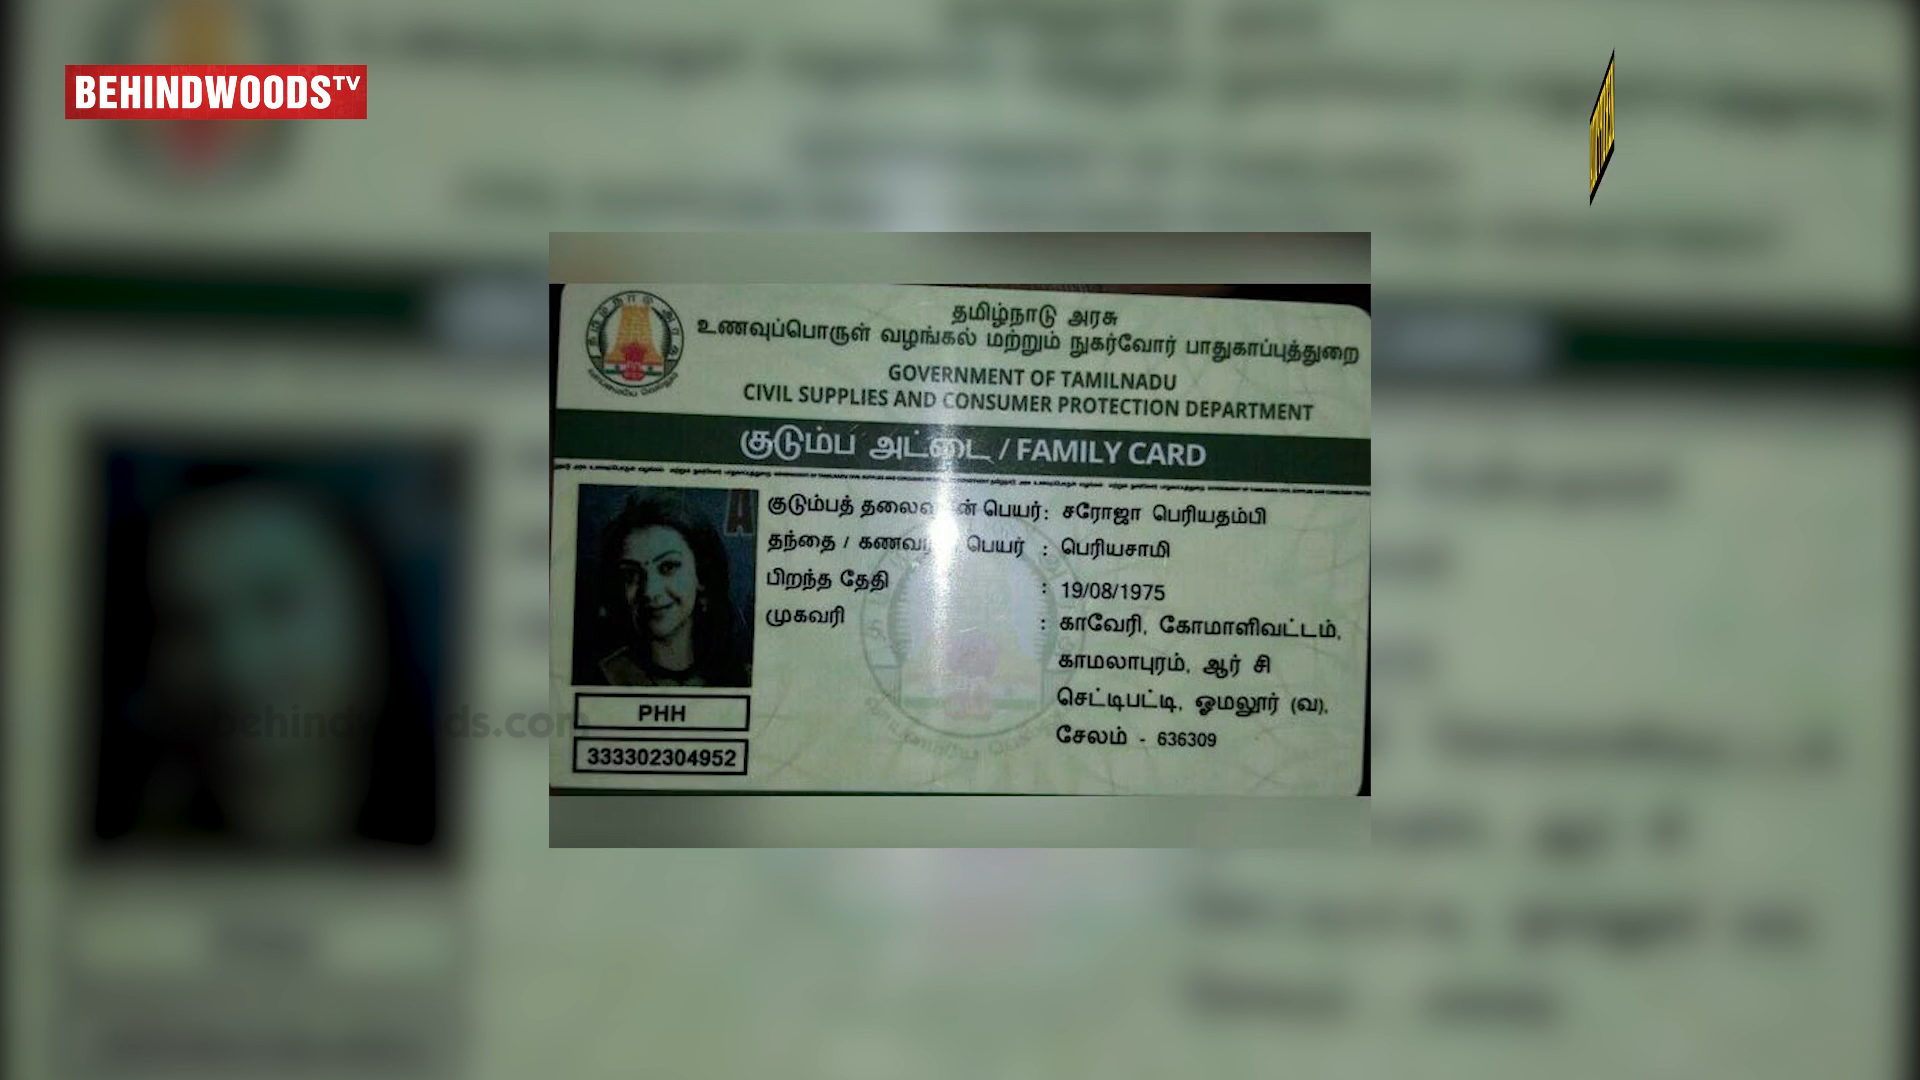 BEHINDWOODS TV
தமிழ்நாடு அரசு
உணவுப்பொருள் வழங்கல் மற்றும் நுகர்வோர் பாதுகாப்புத்துறை
GOVERNMENT OF TAMILNADU
CIVIL SUPPLIES AND CONSUMER PROTECTION DEPARTMENT
குடும்ப அட்டை / FAMILY CARD
குடும்பத் பெயர் : சரோஜா பெரியதம்பி
தந்தை / பெயர் : பெரியசாமி
பிறந்த தேதி : 19/08/1975
முகவரி : காவேரி, கோமாளிவட்டம்,
காமலாபுரம், ஆர் சி
செட்டிபட்டி, ஓமலூர் (வ),
சேலம் - 636309
A
PHH
333302304952
behindwoods.com